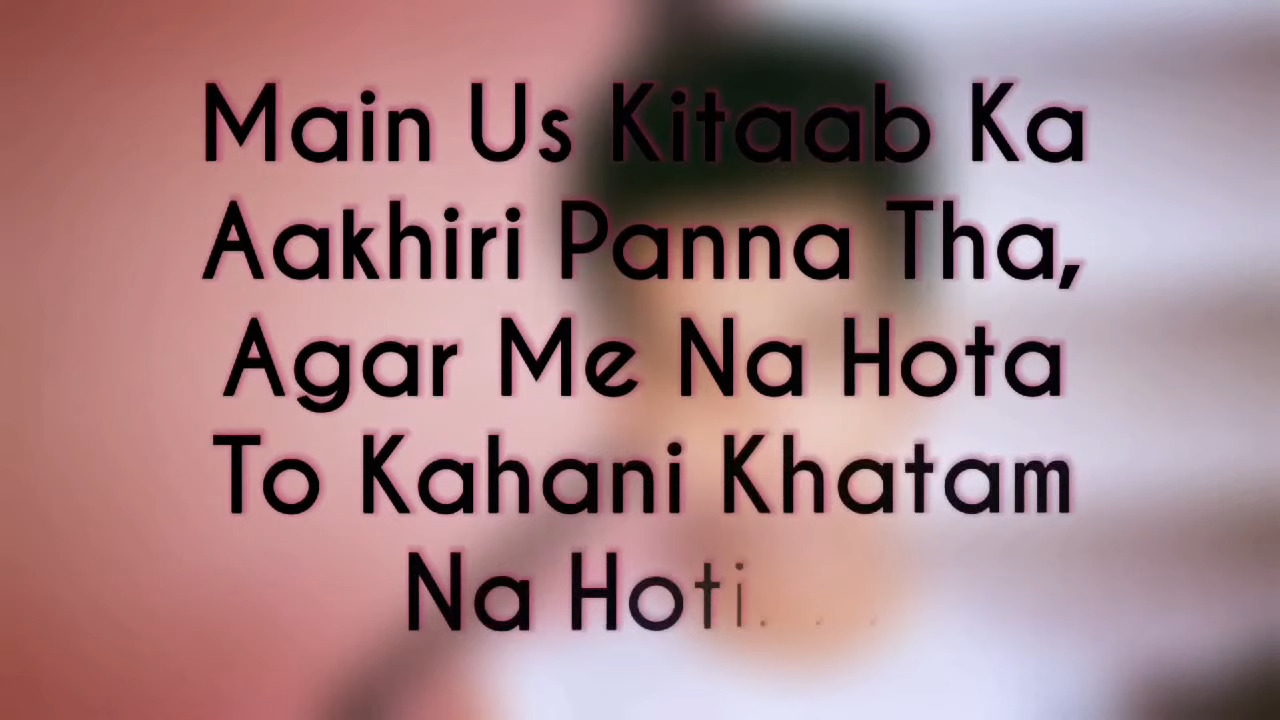 Main Us Kitaab Ka
Aakhiri Panna Tha,
Agar Me Na Hota
To Kahani Khatam
Na Hoti. . .